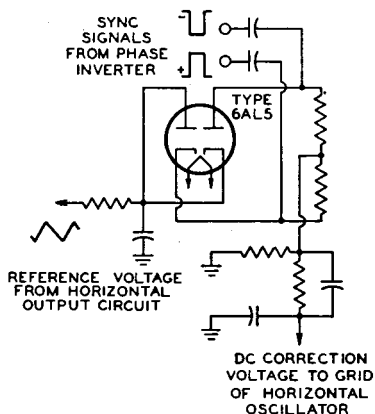 SYNC
SIGNALS
FROM PHASE
INVERTER
−
+
TYPE
6AL5
REFERENCE VOLTAGE
FROM HORIZONTAL
OUTPUT CIRCUIT
DC CORRECTION
VOLTAGE TO GRID
OF HORIZONTAL
OSCILLATOR